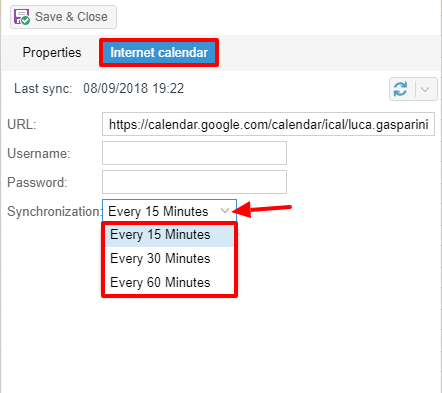 Save & Close
Properties Internet calendar
Last sync: 08/09/2018 19:22
URL: https://calendar.google.com/calendar/ical/luca.gasparini
Username:
Password:
Synchronization: Every 15 Minutes
Every 15 Minutes
Every 30 Minutes
Every 60 Minutes